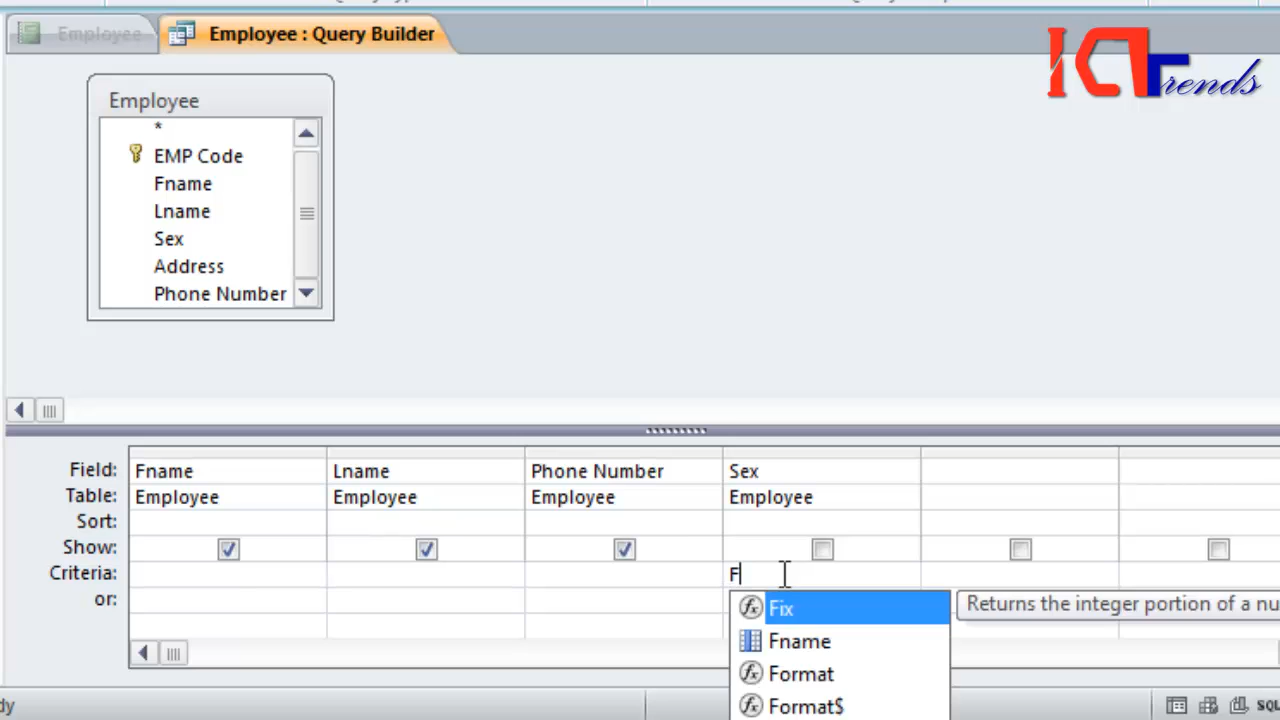 Employee
Employee : Query Builder
ICTrends
Employee
*
EMP Code
Fname
Lname
Sex
Address
Phone Number
Field: Fname Lname Phone Number Sex
Table: Employee Employee Employee Employee
Sort:
Show:
Criteria: F
or:
Fix
Returns the integer portion of a nu
Fname
Format
Format$
dy
SQL